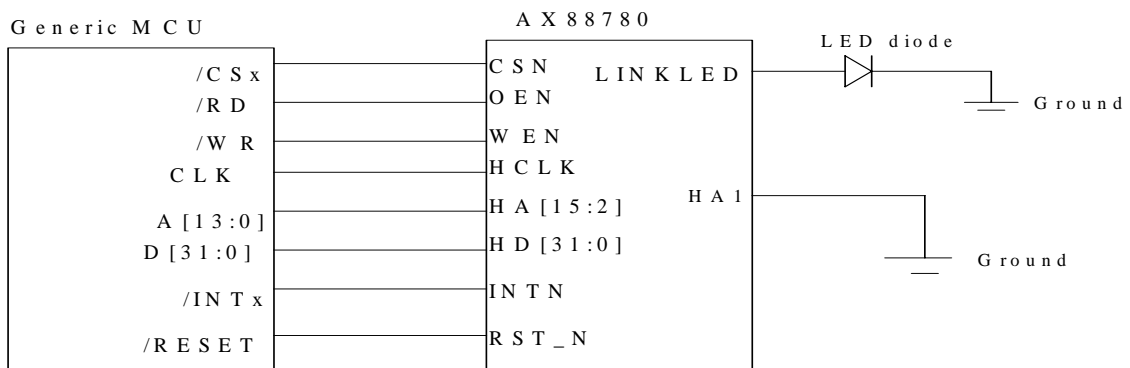 Generic MCU
AX88780
LED diode
/CSx
CSN
LINKLED
/RD
OEN
Ground
/WR
WEN
CLK
HCLK
HA1
A[13:0]
HA[15:2]
D[31:0]
HD[31:0]
Ground
/INTx
INTN
/RESET
RST_N